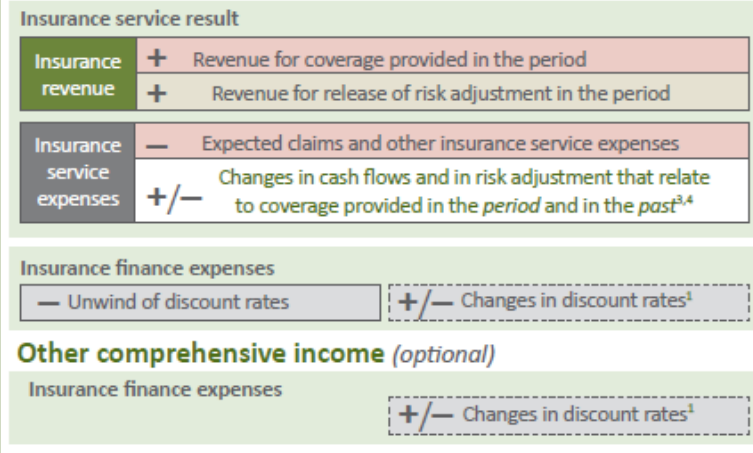 Insurance service result
Insurance revenue
+ Revenue for coverage provided in the period
+ Revenue for release of risk adjustment in the period
Insurance service expenses
— Expected claims and other insurance service expenses
+/— Changes in cash flows and in risk adjustment that relate
to coverage provided in the period and in the past³,⁴
Insurance finance expenses
— Unwind of discount rates
+/— Changes in discount rates¹
Other comprehensive income (optional)
Insurance finance expenses
+/— Changes in discount rates¹